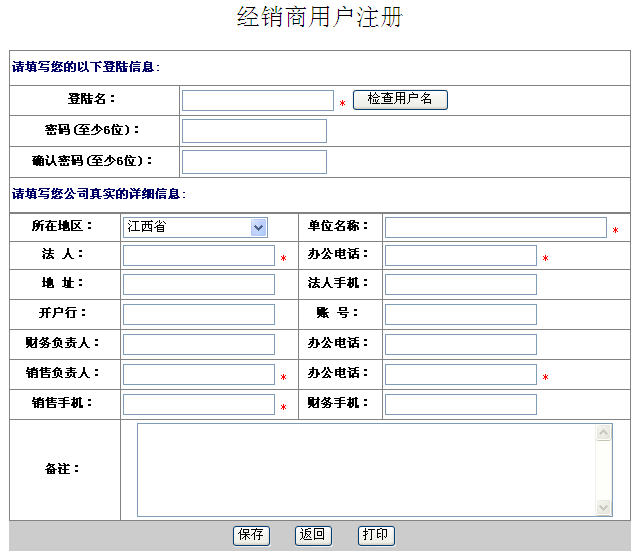 经销商用户注册
请填写您的以下登陆信息:
登陆名： * 检查用户名
密码(至少6位)：
确认密码(至少6位)：
请填写您公司真实的详细信息:
所在地区： 江西省 单位名称： *
法 人： * 办公电话： *
地 址： 法人手机：
开户行： 账 号：
财务负责人： 办公电话：
销售负责人： * 办公电话： *
销售手机： * 财务手机：
备注：
保存 返回 打印